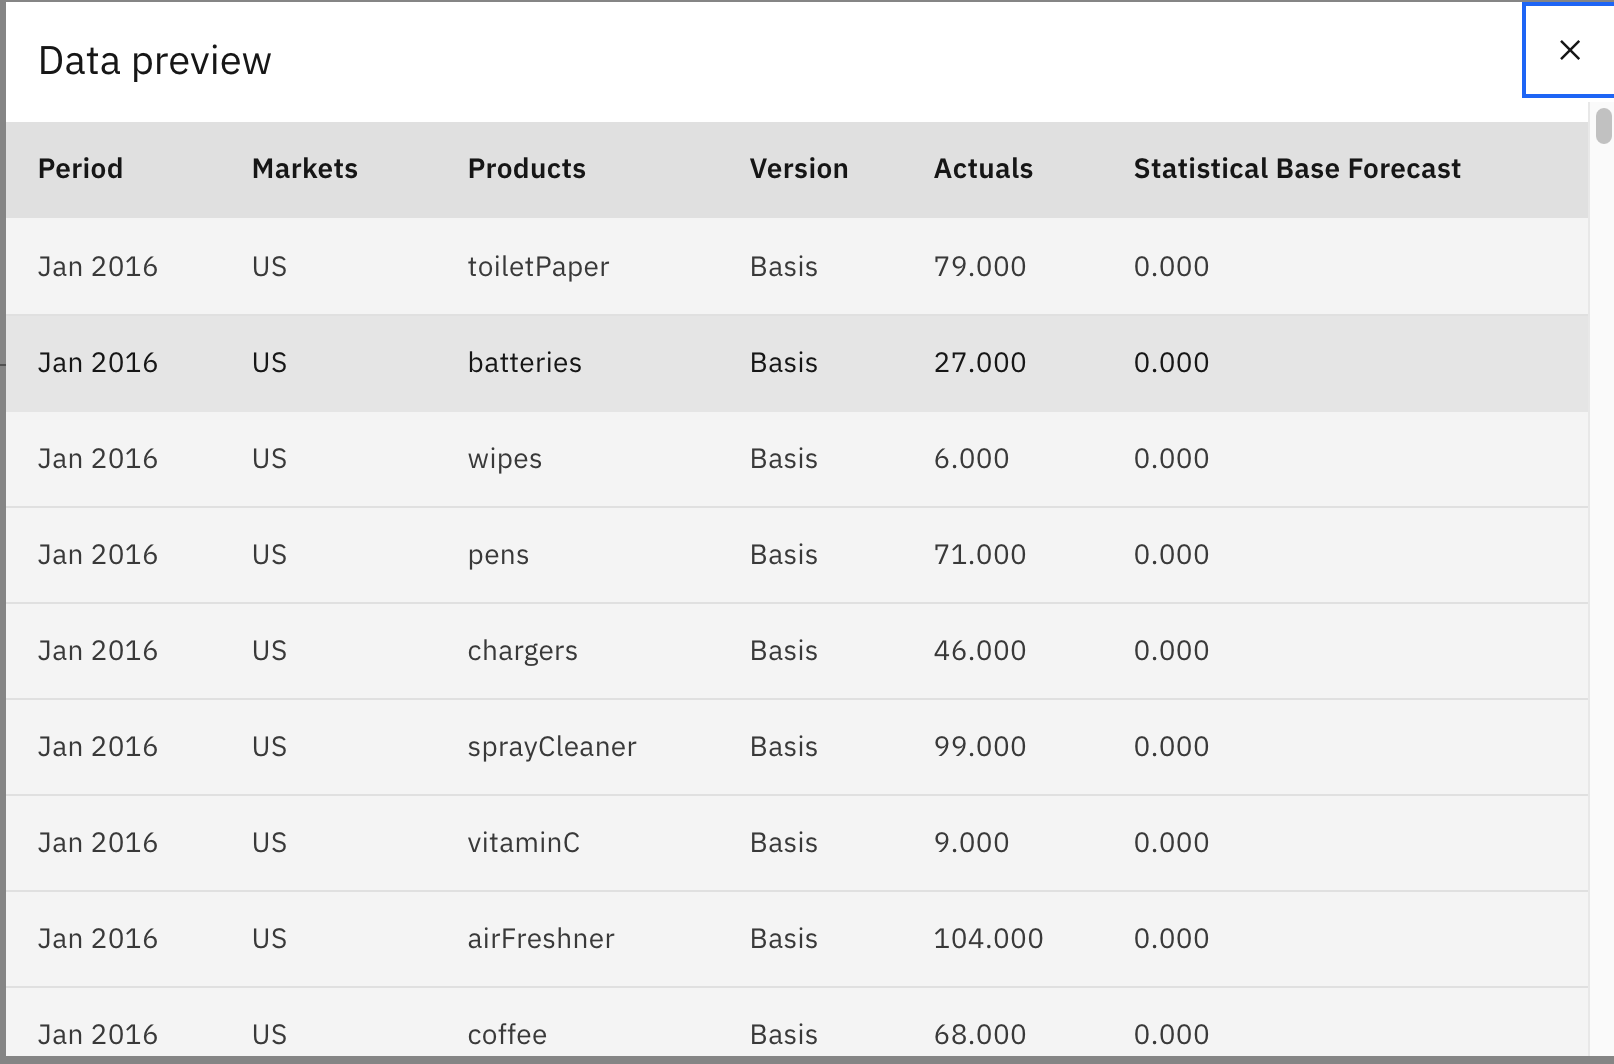 Data preview
Period Markets Products Version Actuals Statistical Base Forecast
Jan 2016 US toiletPaper Basis 79.000 0.000
Jan 2016 US batteries Basis 27.000 0.000
Jan 2016 US wipes Basis 6.000 0.000
Jan 2016 US pens Basis 71.000 0.000
Jan 2016 US chargers Basis 46.000 0.000
Jan 2016 US sprayCleaner Basis 99.000 0.000
Jan 2016 US vitaminC Basis 9.000 0.000
Jan 2016 US airFreshner Basis 104.000 0.000
Jan 2016 US coffee Basis 68.000 0.000